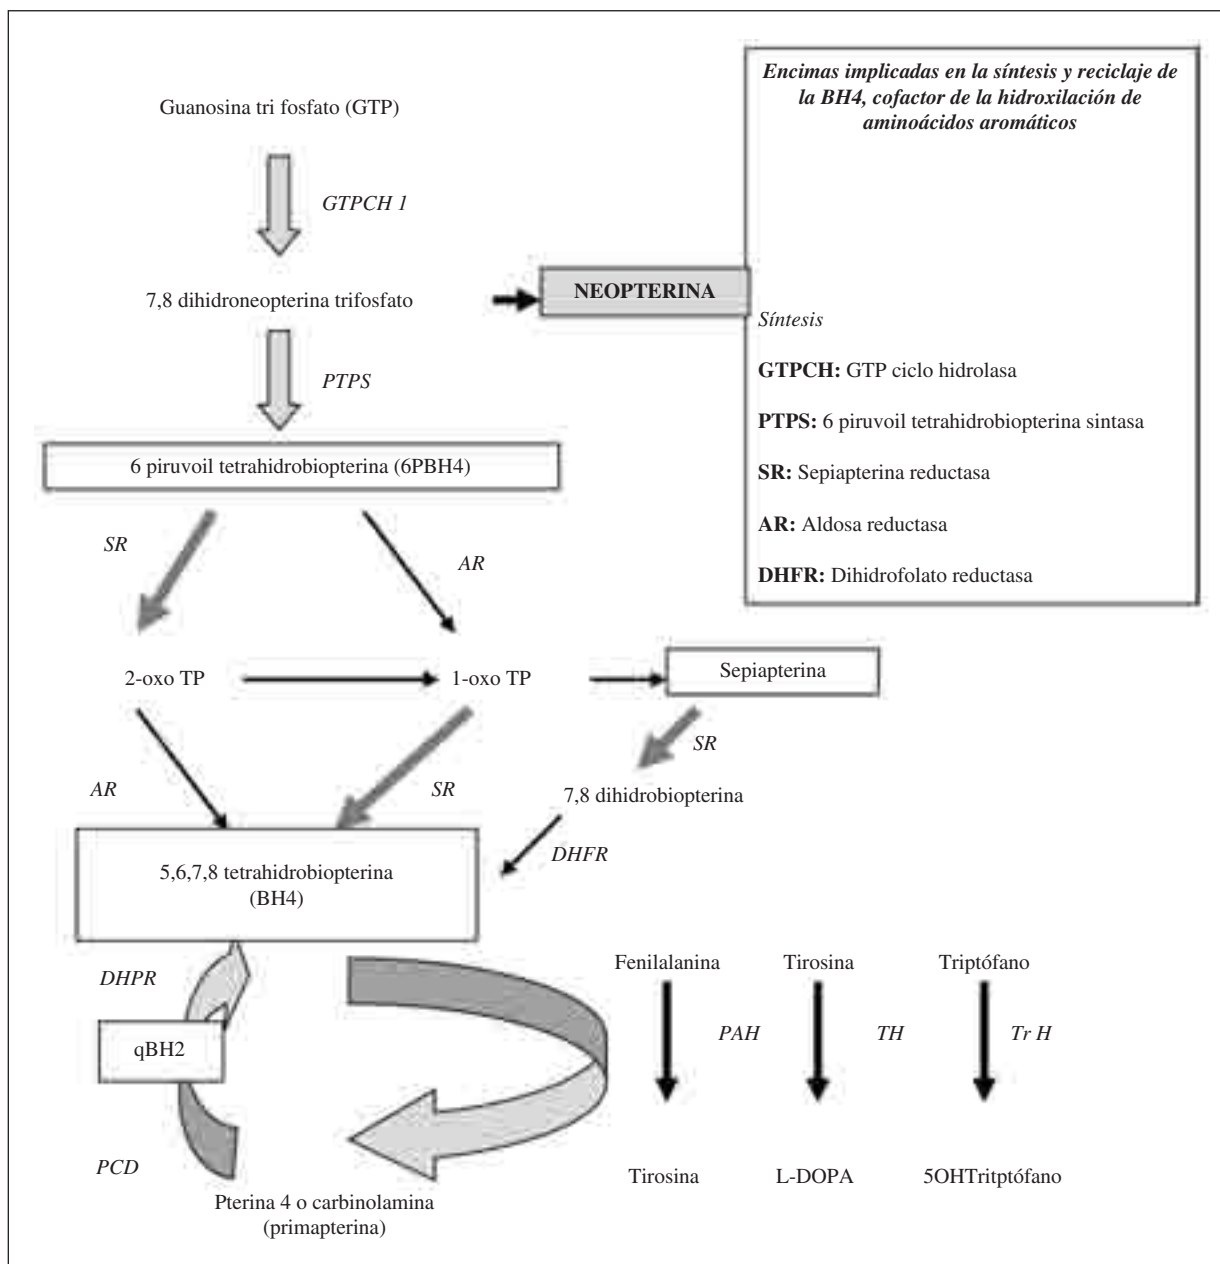 Encimas implicadas en la síntesis y reciclaje de
la BH4, cofactor de la hidroxilación de
aminoácidos aromáticos
Guanosina tri fosfato (GTP)
GTPCH 1
7,8 dihidroneopterina trifosfato
NEOPTERINA
Síntesis
GTPCH: GTP ciclo hidrolasa
PTPS: 6 piruvoil tetrahidrobiopterina sintasa
SR: Sepiapterina reductasa
AR: Aldosa reductasa
DHFR: Dihidrofolato reductasa
PTPS
6 piruvoil tetrahidrobiopterina (6PBH4)
SR
AR
2-oxo TP
1-oxo TP
Sepiapterina
SR
AR
SR
7,8 dihidrobiopterina
DHFR
5,6,7,8 tetrahidrobiopterina
(BH4)
DHPR
qBH2
PCD
Pterina 4 o carbinolamina
(primapterina)
Fenilalanina
Tirosina
Triptófano
PAH
TH
Tr H
Tirosina
L-DOPA
5OHTritptófano